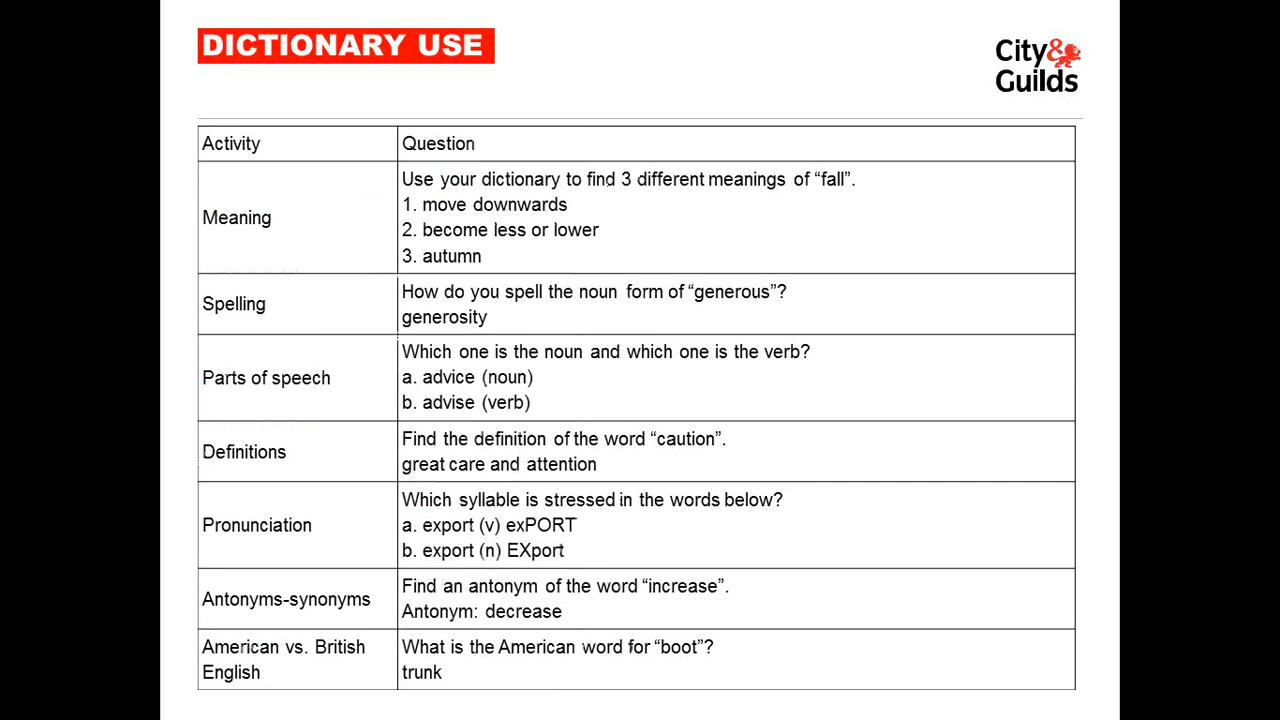 DICTIONARY USE
City&
Guilds
Activity
Question
Meaning
Use your dictionary to find 3 different meanings of “fall”.
1. move downwards
2. become less or lower
3. autumn
Spelling
How do you spell the noun form of “generous”?
generosity
Parts of speech
Which one is the noun and which one is the verb?
a. advice (noun)
b. advise (verb)
Definitions
Find the definition of the word “caution”.
great care and attention
Pronunciation
Which syllable is stressed in the words below?
a. export (v) exPORT
b. export (n) EXport
Antonyms-synonyms
Find an antonym of the word “increase”.
Antonym: decrease
American vs. British
English
What is the American word for “boot”?
trunk